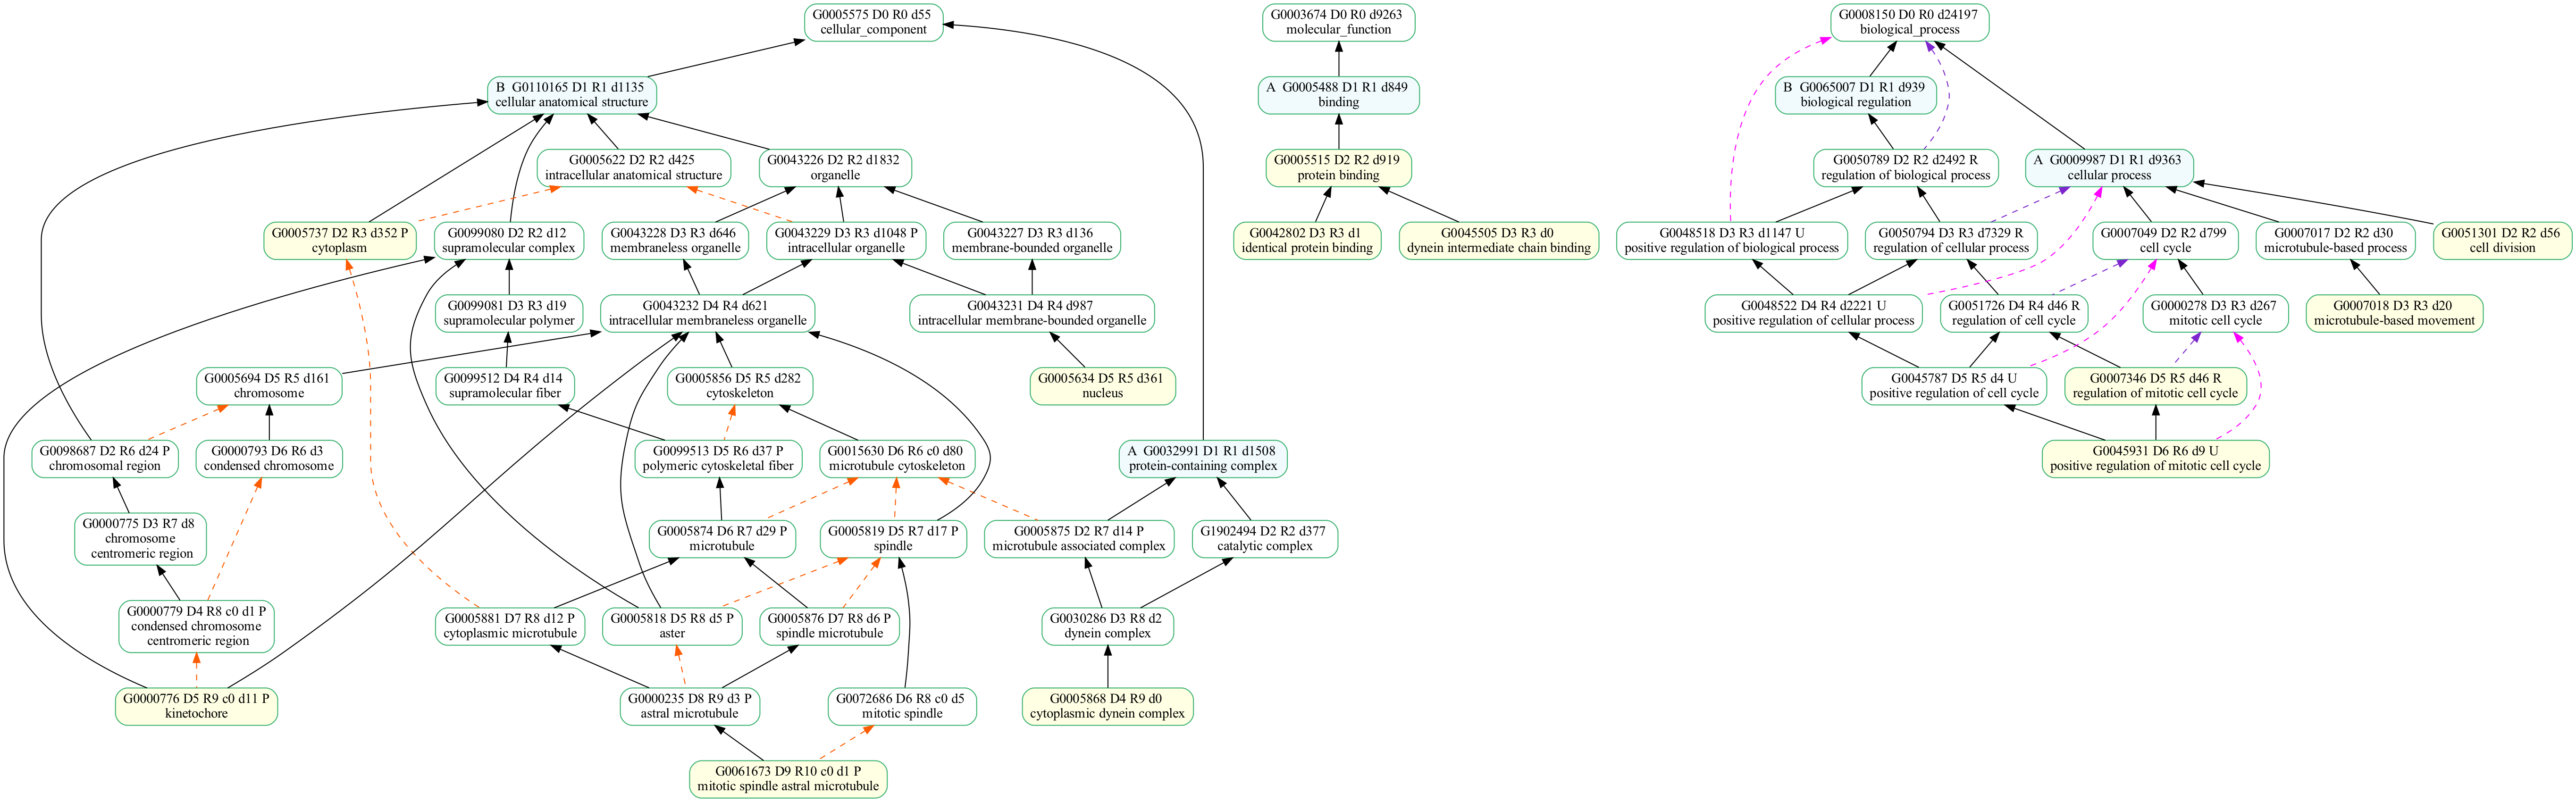 G0005575 D0 R0 d55
cellular_component
G0003674 D0 R0 d9263
molecular_function
G0008150 D0 R0 d24197
biological_process
B G0110165 D1 R1 d1135
cellular anatomical structure
A G0005488 D1 R1 d849
binding
B G0065007 D1 R1 d939
biological regulation
G0005622 D2 R2 d425
intracellular anatomical structure
G0043226 D2 R2 d1832
organelle
G0005515 D2 R2 d919
protein binding
G0050789 D2 R2 d2492 R
regulation of biological process
A G0009987 D1 R1 d9363
cellular process
G0005737 D2 R3 d352 P
cytoplasm
G0099080 D2 R2 d12
supramolecular complex
G0043228 D3 R3 d646
membraneless organelle
G0043229 D3 R3 d1048 P
intracellular organelle
G0043227 D3 R3 d136
membrane-bounded organelle
G0042802 D3 R3 d1
identical protein binding
G0045505 D3 R3 d0
dynein intermediate chain binding
G0048518 D3 R3 d1147 U
positive regulation of biological process
G0050794 D3 R3 d7329 R
regulation of cellular process
G0007049 D2 R2 d799
cell cycle
G0007017 D2 R2 d30
microtubule-based process
G0051301 D2 R2 d56
cell division
G0099081 D3 R3 d19
supramolecular polymer
G0043232 D4 R4 d621
intracellular membraneless organelle
G0043231 D4 R4 d987
intracellular membrane-bounded organelle
G0048522 D4 R4 d2221 U
positive regulation of cellular process
G0051726 D4 R4 d46 R
regulation of cell cycle
G0000278 D3 R3 d267
mitotic cell cycle
G0007018 D3 R3 d20
microtubule-based movement
G0005694 D5 R5 d161
chromosome
G0099512 D4 R4 d14
supramolecular fiber
G0005856 D5 R5 d282
cytoskeleton
G0005634 D5 R5 d361
nucleus
G0045787 D5 R5 d4 U
positive regulation of cell cycle
G0007346 D5 R5 d46 R
regulation of mitotic cell cycle
G0098687 D2 R6 d24 P
chromosomal region
G0000793 D6 R6 d3
condensed chromosome
G0099513 D5 R6 d37 P
polymeric cytoskeletal fiber
G0015630 D6 R6 c0 d80
microtubule cytoskeleton
A G0032991 D1 R1 d1508
protein-containing complex
G0045931 D6 R6 d9 U
positive regulation of mitotic cell cycle
G0000775 D3 R7 d8
chromosome
centromeric region
G0005874 D6 R7 d29 P
microtubule
G0005819 D5 R7 d17 P
spindle
G0005875 D2 R7 d14 P
microtubule associated complex
G1902494 D2 R2 d377
catalytic complex
G0000779 D4 R8 c0 d1 P
condensed chromosome
centromeric region
G0005881 D7 R8 d12 P
cytoplasmic microtubule
G0005818 D5 R8 d5 P
aster
G0005876 D7 R8 d6 P
spindle microtubule
G0030286 D3 R8 d2
dynein complex
G0000776 D5 R9 c0 d11 P
kinetochore
G0000235 D8 R9 d3 P
astral microtubule
G0072686 D6 R8 c0 d5
mitotic spindle
G0005868 D4 R9 d0
cytoplasmic dynein complex
G0061673 D9 R10 c0 d1 P
mitotic spindle astral microtubule